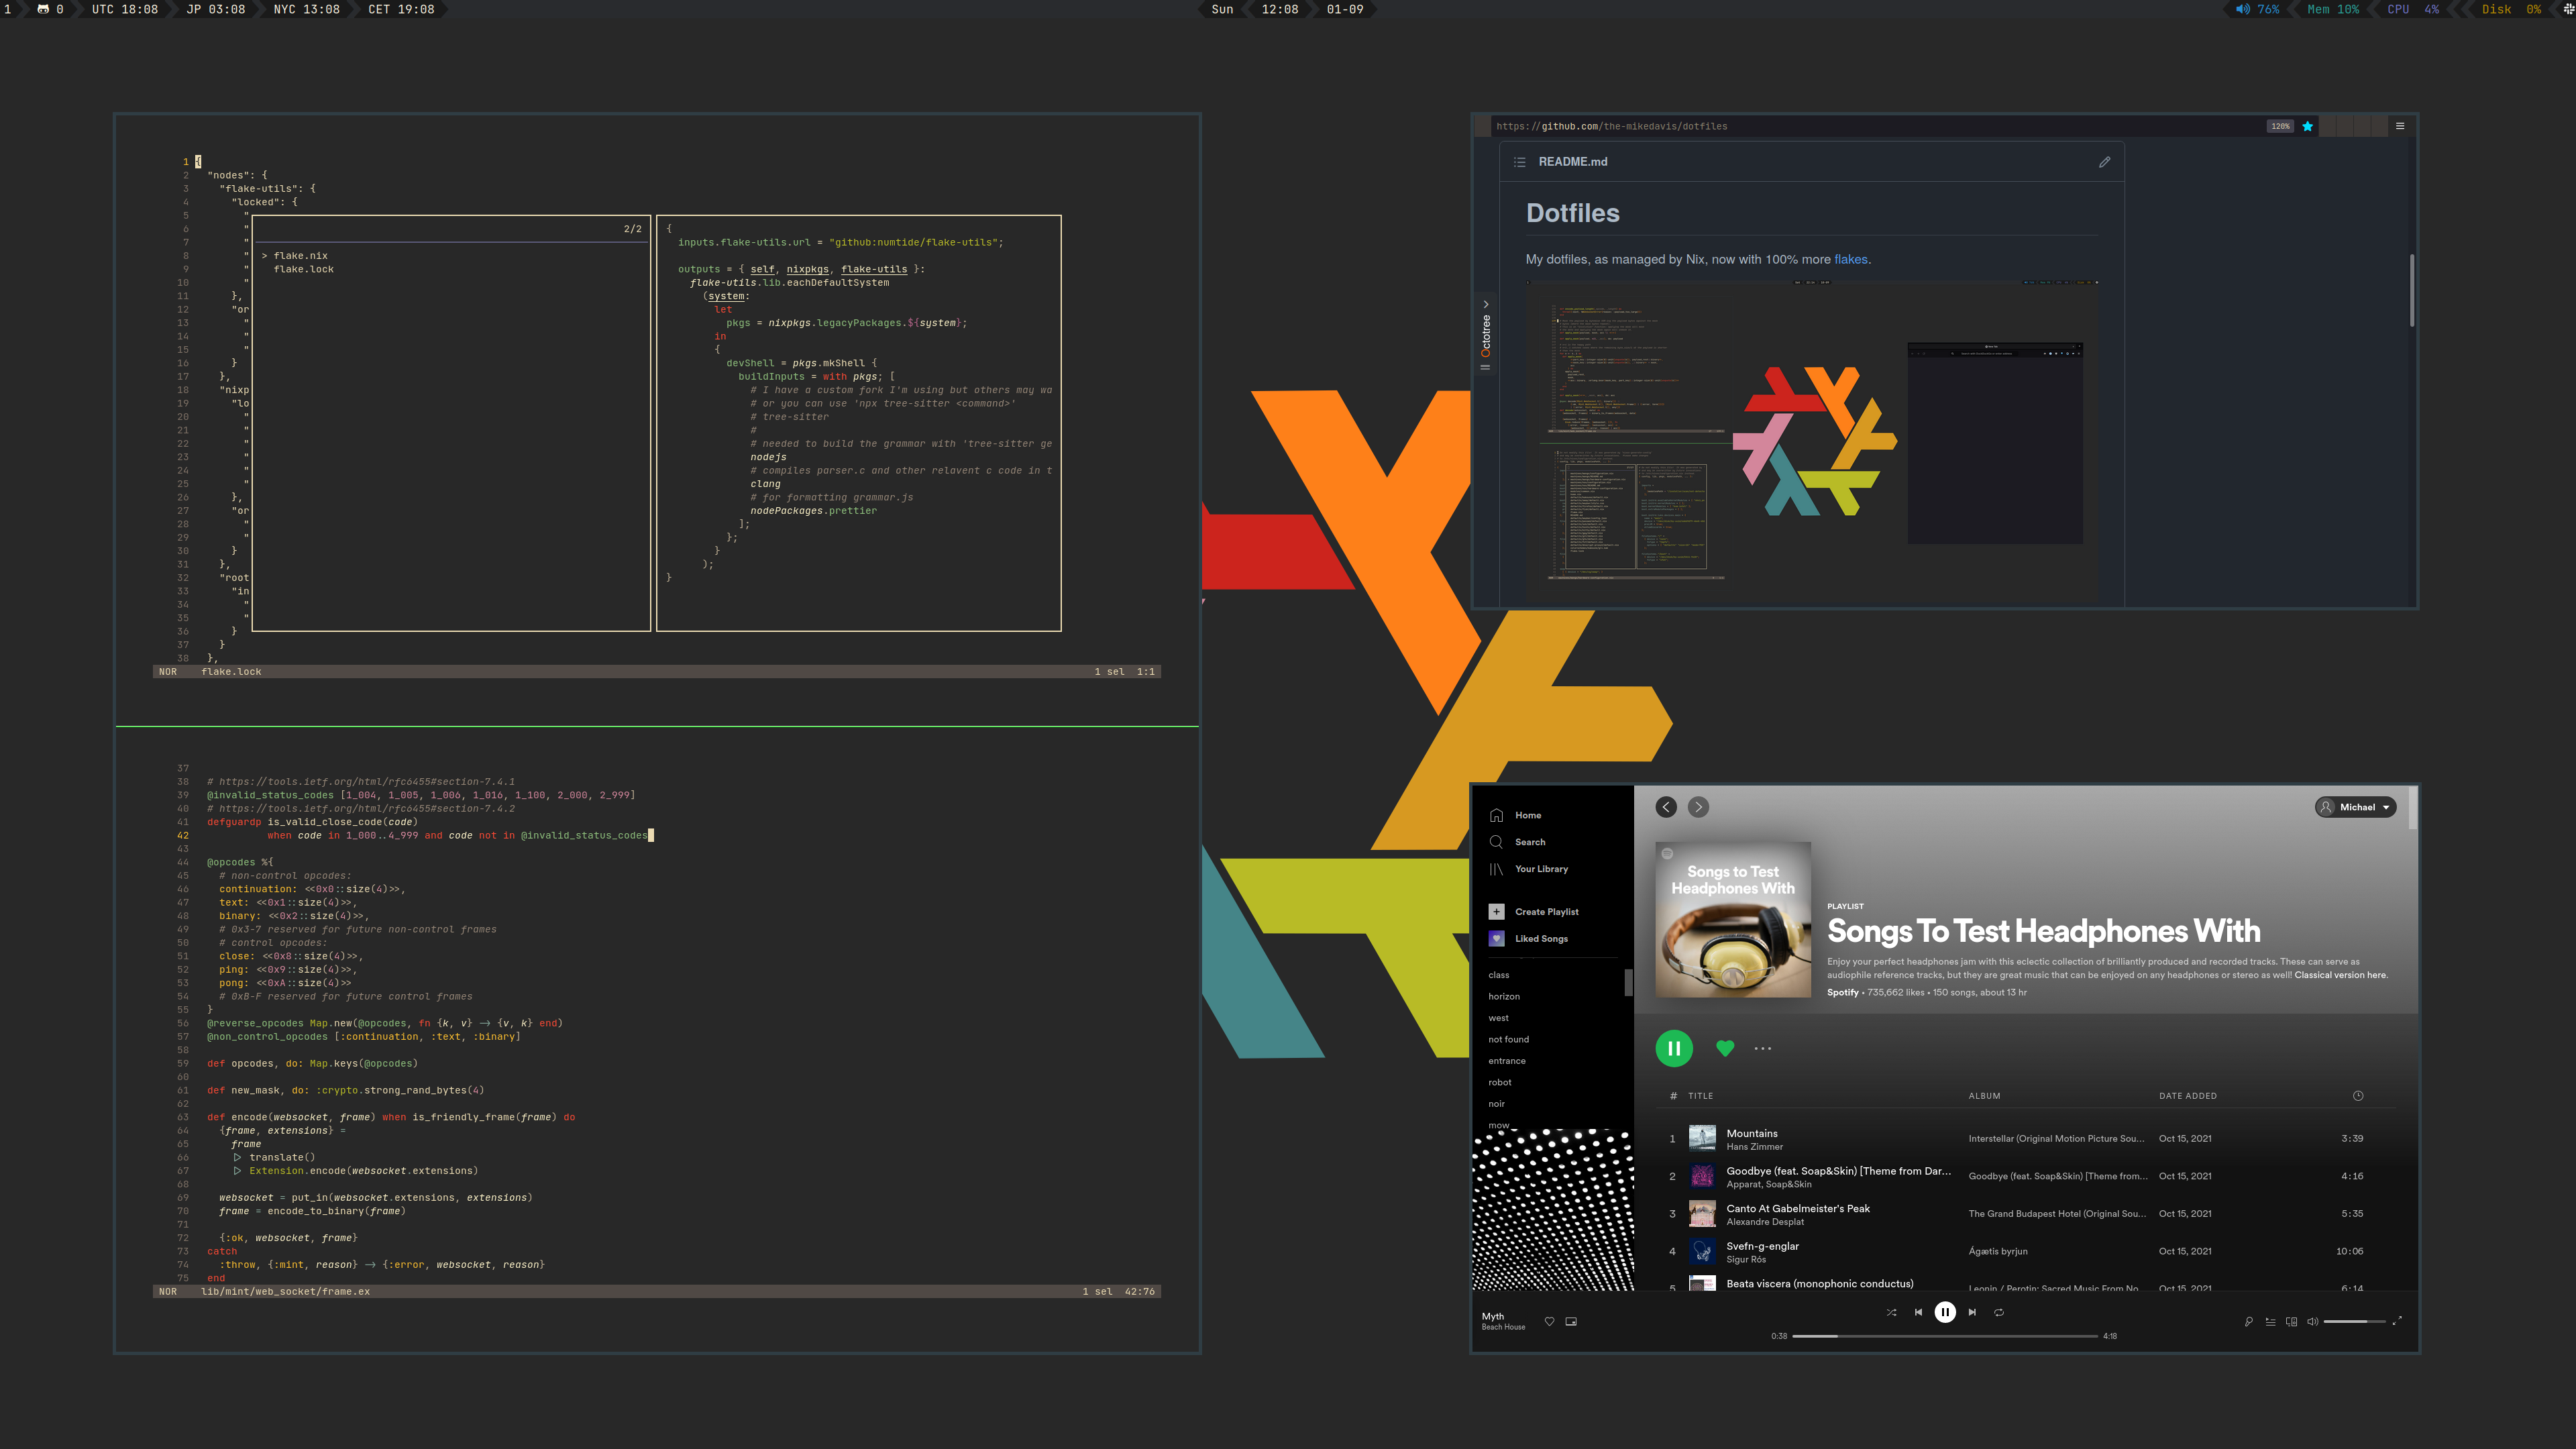 1 0 UTC 18:08 JP 03:08 NYC 13:08 CET 19:08 Sun 12:08 01-09 76% Mem 10% CPU 4% Disk 0%
1 {
2 "nodes": {
3 "flake-utils": {
4 "locked": {
5 "
6 "
7 "
8 "
9 "
10 "
11 },
12 "or
13 "
14 "
15 "
16 }
17 },
18 "nixp
19 "lo
20 "
21 "
22 "
23 "
24 "
25 "
26 },
27 "or
28 "
29 "
30 }
31 },
32 "root
33 "in
34 "
35 "
36 }
37 }
38 },
2/2
> flake.nix
flake.lock
{
inputs.flake-utils.url = "github:numtide/flake-utils";
outputs = { self, nixpkgs, flake-utils }:
flake-utils.lib.eachDefaultSystem
(system:
let
pkgs = nixpkgs.legacyPackages.${system};
in
{
devShell = pkgs.mkShell {
buildInputs = with pkgs; [
# I have a custom fork I'm using but others may wa
# or you can use 'npx tree-sitter <command>'
# tree-sitter
#
# needed to build the grammar with 'tree-sitter ge
nodejs
# compiles parser.c and other relavent c code in t
clang
# for formatting grammar.js
nodePackages.prettier
];
};
}
);
}
NOR flake.lock 1 sel 1:1
37
38 # https://tools.ietf.org/html/rfc6455#section-7.4.1
39 @invalid_status_codes [1_004, 1_005, 1_006, 1_016, 1_100, 2_000, 2_999]
40 # https://tools.ietf.org/html/rfc6455#section-7.4.2
41 defguardp is_valid_close_code(code)
42 when code in 1_000..4_999 and code not in @invalid_status_codes
43
44 @opcodes %{
45 # non-control opcodes:
46 continuation: <<0x0::size(4)>>,
47 text: <<0x1::size(4)>>,
48 binary: <<0x2::size(4)>>,
49 # 0x3-7 reserved for future non-control frames
50 # control opcodes:
51 close: <<0x8::size(4)>>,
52 ping: <<0x9::size(4)>>,
53 pong: <<0xA::size(4)>>
54 # 0xB-F reserved for future control frames
55 }
56 @reverse_opcodes Map.new(@opcodes, fn {k, v} -> {v, k} end)
57 @non_control_opcodes [:continuation, :text, :binary]
58
59 def opcodes, do: Map.keys(@opcodes)
60
61 def new_mask, do: :crypto.strong_rand_bytes(4)
62
63 def encode(websocket, frame) when is_friendly_frame(frame) do
64 {frame, extensions} =
65 frame
66 |> translate()
67 |> Extension.encode(websocket.extensions)
68
69 websocket = put_in(websocket.extensions, extensions)
70 frame = encode_to_binary(frame)
71
72 {:ok, websocket, frame}
73 catch
74 :throw, {:mint, reason} -> {:error, websocket, reason}
75 end
NOR lib/mint/web_socket/frame.ex 1 sel 42:76
https://github.com/the-mikedavis/dotfiles 120%
README.md
Dotfiles
My dotfiles, as managed by Nix, now with 100% more flakes.
Octotree
Home
Search
Your Library
Create Playlist
Liked Songs
class
horizon
west
not found
entrance
robot
noir
mow
Michael
Songs to Test
Headphones With
PLAYLIST
Songs To Test Headphones With
Enjoy your perfect headphones jam with this eclectic collection of brilliantly produced and recorded tracks. These can serve as
audiophile reference tracks, but they are great music that can be enjoyed on any headphones or stereo as well! Classical version here.
Spotify • 735,662 likes • 150 songs, about 13 hr
# TITLE ALBUM DATE ADDED
1 Mountains Interstellar (Original Motion Picture Sou... Oct 15, 2021 3:39
Hans Zimmer
2 Goodbye (feat. Soap&Skin) [Theme from Dar... Goodbye (feat. Soap&Skin) [Theme from... Oct 15, 2021 4:16
Apparat, Soap&Skin
3 Canto At Gabelmeister's Peak The Grand Budapest Hotel (Original Sou... Oct 15, 2021 5:35
Alexandre Desplat
4 Svefn-g-englar Ágætis byrjun Oct 15, 2021 10:06
Sigur Rós
5 Beata viscera (monophonic conductus) Leonin / Perotin: Sacred Music From No... Oct 15, 2021 6:14
Myth
Beach House
0:38 4:18